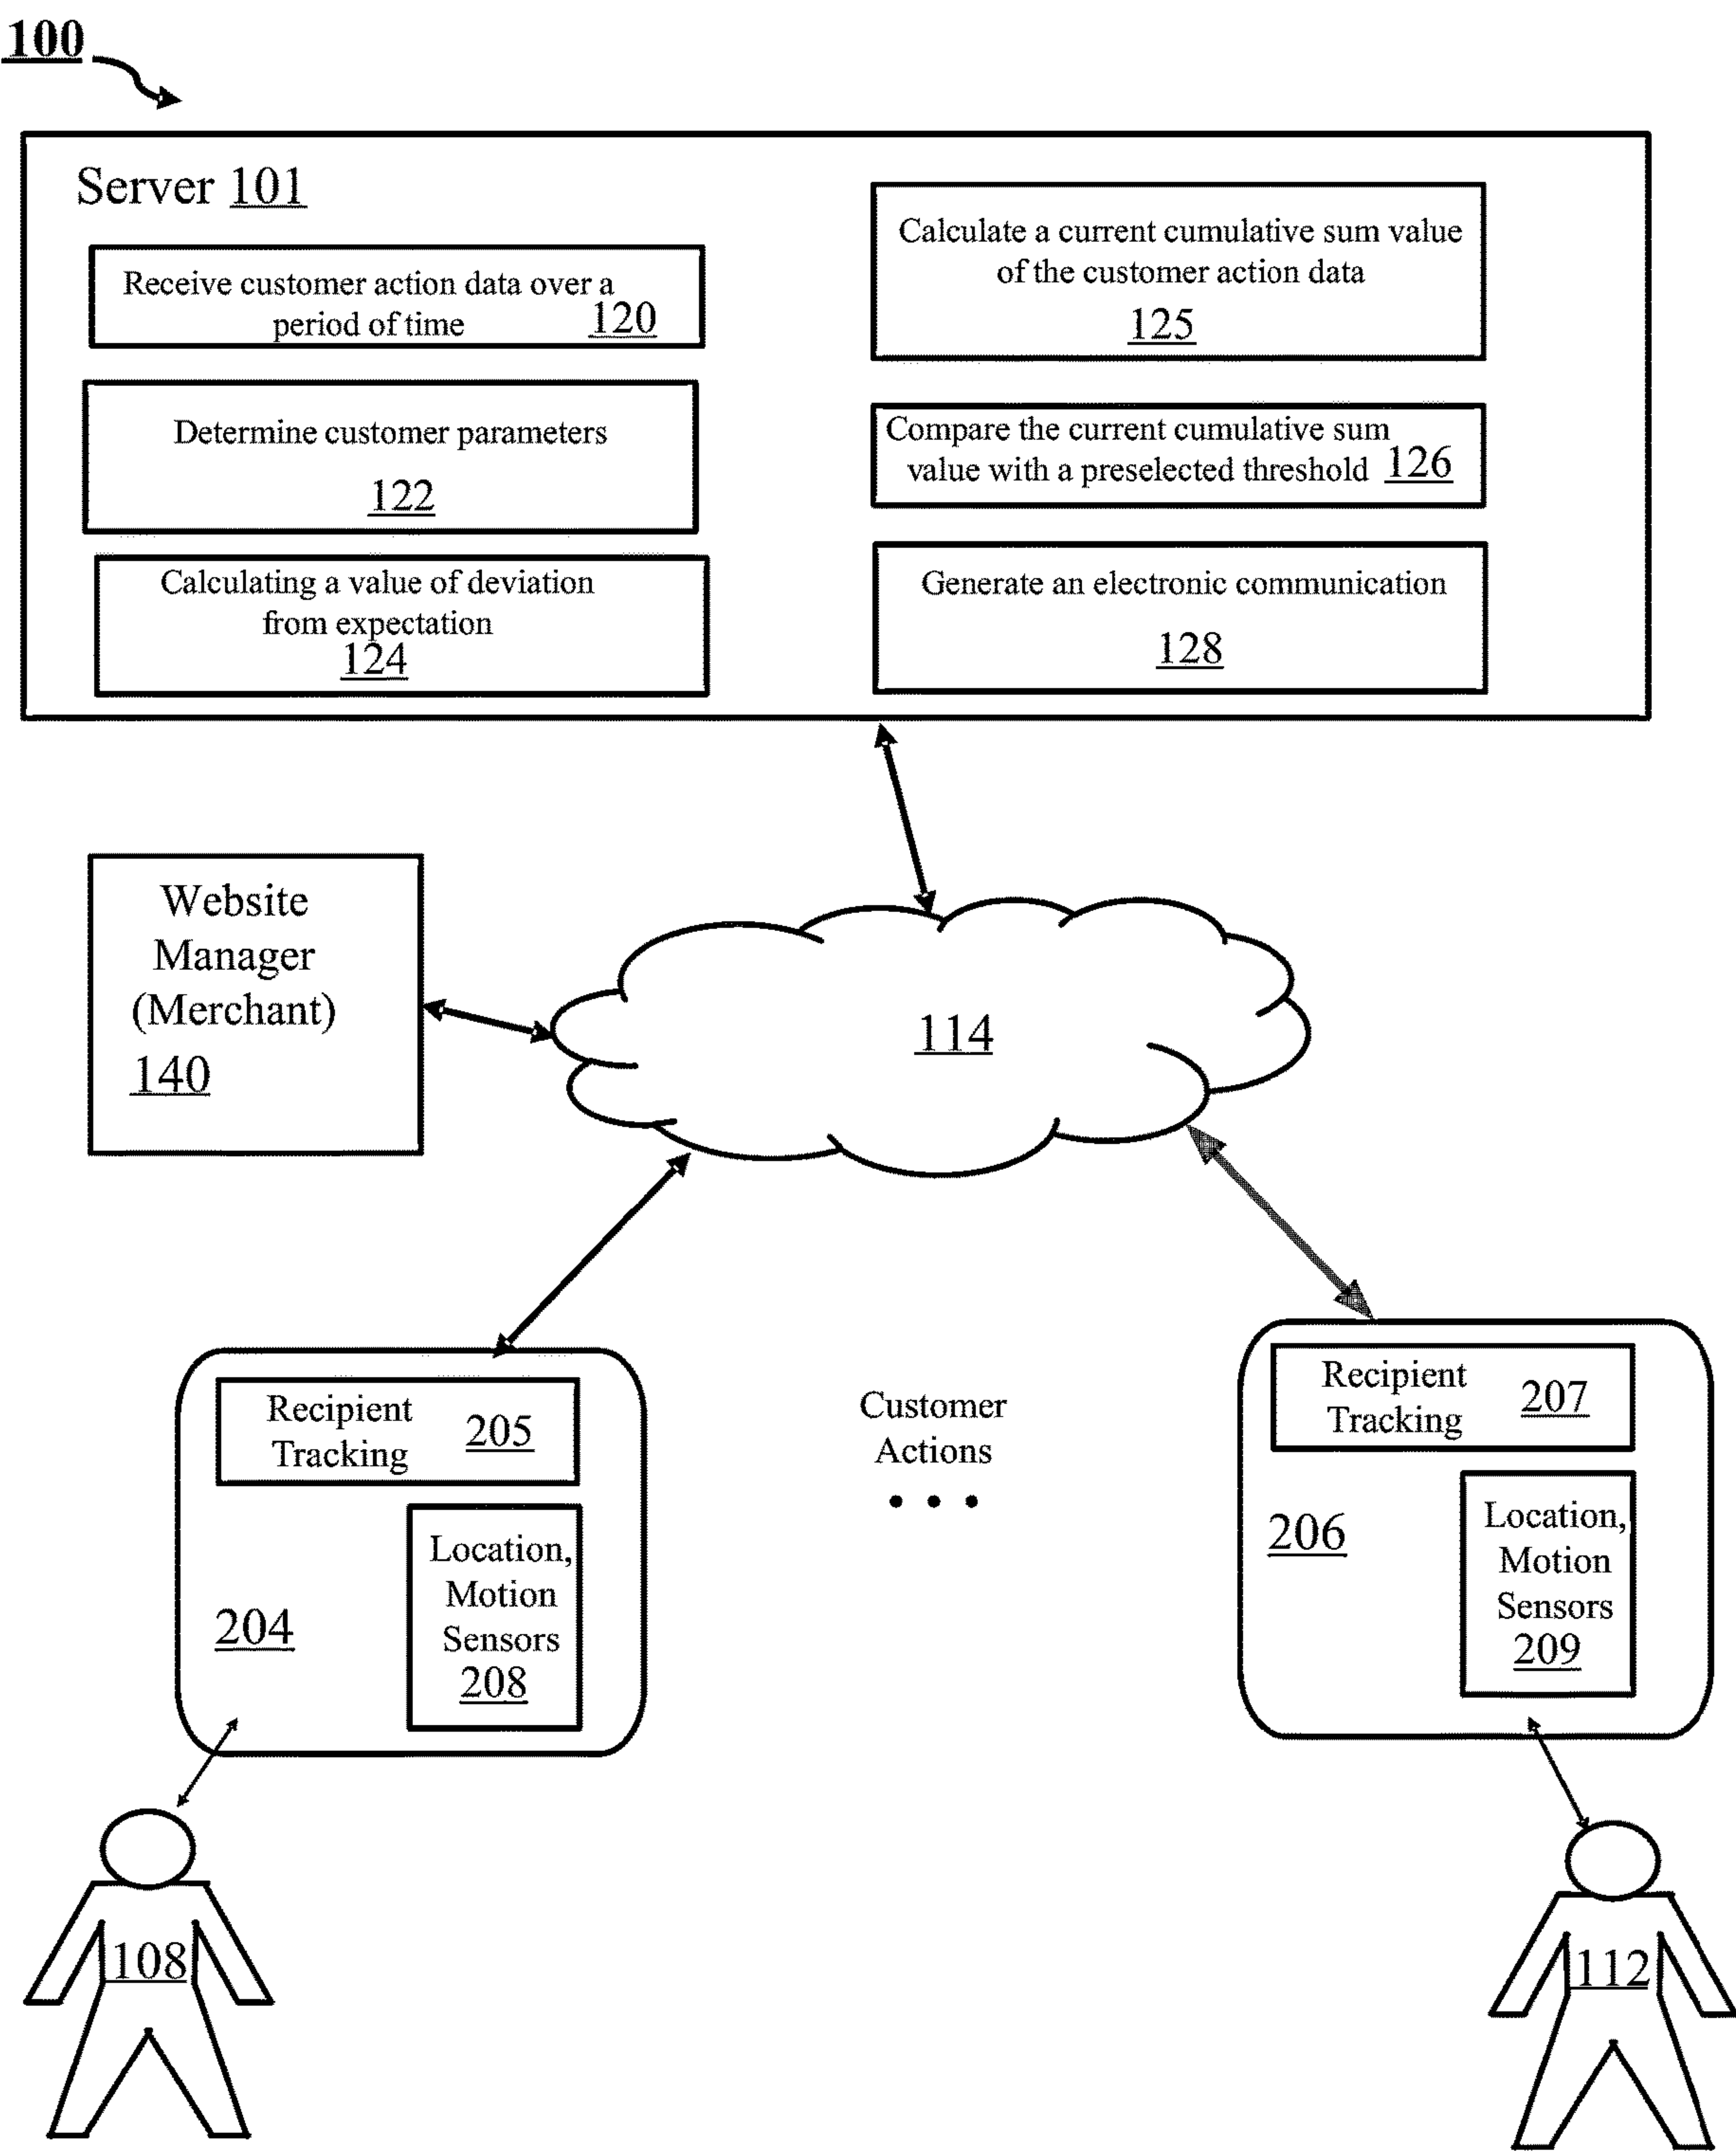 100
Server 101
Receive customer action data over a
period of time 120
Determine customer parameters
122
Calculating a value of deviation
from expectation
124
Calculate a current cumulative sum value
of the customer action data
125
Compare the current cumulative sum
value with a preselected threshold 126
Generate an electronic communication
128
Website
Manager
(Merchant)
140
114
Recipient
Tracking 205
Location,
Motion
Sensors
208
204
Customer
Actions
Recipient
Tracking 207
Location,
Motion
Sensors
209
206
108
112